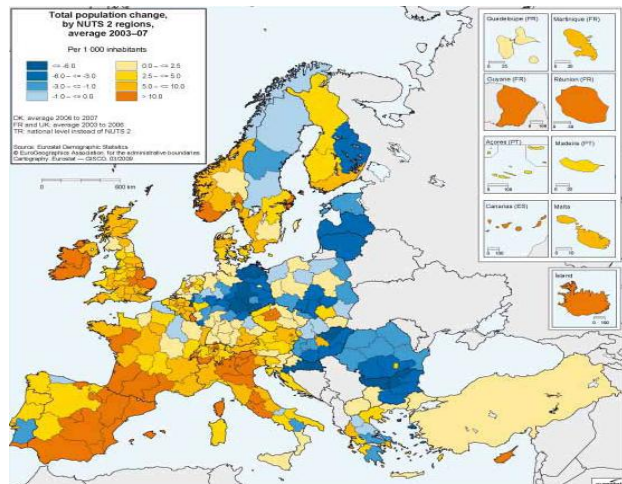 Total population change,
by NUTS 2 regions,
average 2003–07
Per 1 000 inhabitants
<= -6.0
-6.0 – <= -3.0
-3.0 – <= -1.0
-1.0 – <= 0.0
0.0 – <= 2.5
2.5 – <= 5.0
5.0 – <= 10.0
> 10.0
DK: average 2006 to 2007
FR and UK: average 2003 to 2006
TR: national level instead of NUTS 2
Source: Eurostat Demographic Statistics
© EuroGeographics Association, for the administrative boundaries
Cartography: Eurostat — GISCO, 03/2009
0 600 km
Guadeloupe (FR)
Martinique (FR)
Guyane (FR)
Réunion (FR)
Açores (PT)
Madeira (PT)
Canarias (ES)
Malta
Ísland